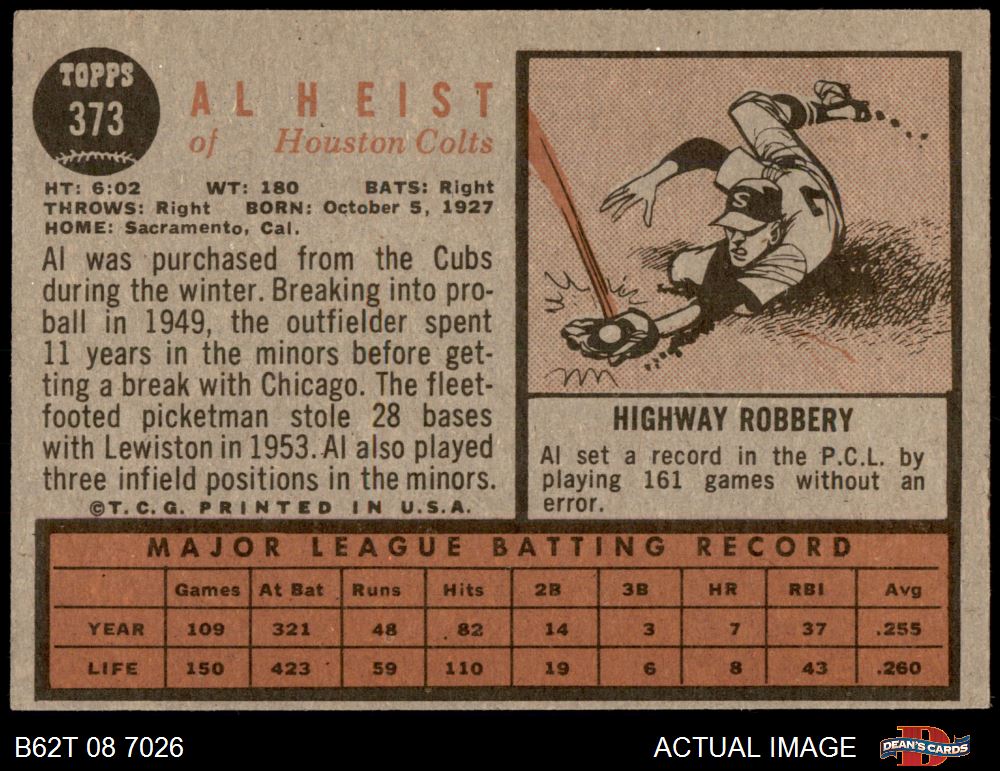 TOPPS
373
AL HEIST
of Houston Colts
HT: 6:02 WT: 180 BATS: Right
THROWS: Right BORN: October 5, 1927
HOME: Sacramento, Cal.
Al was purchased from the Cubs
during the winter. Breaking into pro-
ball in 1949, the outfielder spent
11 years in the minors before get-
ting a break with Chicago. The fleet-
footed picketman stole 28 bases
with Lewiston in 1953. Al also played
three infield positions in the minors.
©T.C.G. PRINTED IN U.S.A.
S
HIGHWAY ROBBERY
Al set a record in the P.C.L. by
playing 161 games without an
error.
MAJOR LEAGUE BATTING RECORD
Games At Bat Runs Hits 2B 3B HR RBI Avg
YEAR 109 321 48 82 14 3 7 37 .255
LIFE 150 423 59 110 19 6 8 43 .260
B62T 08 7026
ACTUAL IMAGE
D
DEAN'S CARDS